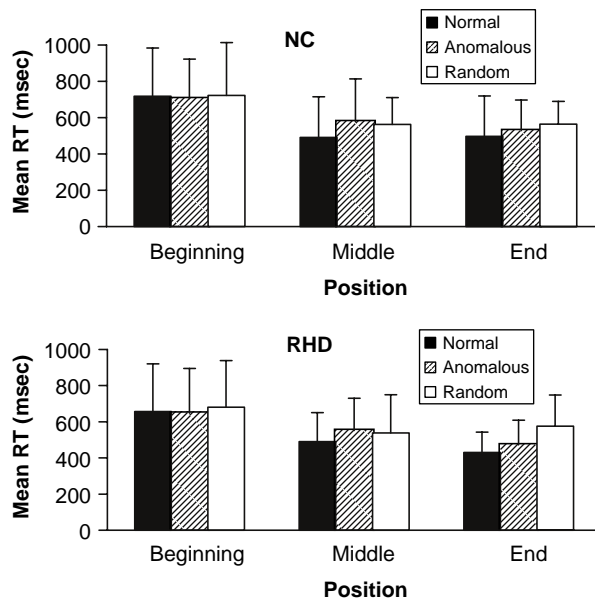 NC
Normal
Anomalous
Random
Mean RT (msec)
1000
800
600
400
200
0
Beginning Middle End
Position
RHD
Normal
Anomalous
Random
Mean RT (msec)
1000
800
600
400
200
0
Beginning Middle End
Position